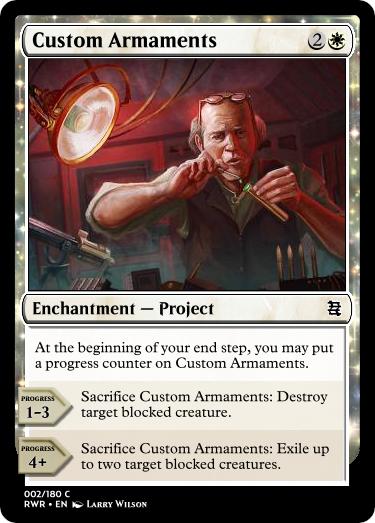 Custom Armaments 2
Enchantment — Project
At the beginning of your end step, you may put
a progress counter on Custom Armaments.
PROGRESS
1-3
Sacrifice Custom Armaments: Destroy
target blocked creature.
PROGRESS
4+
Sacrifice Custom Armaments: Exile up
to two target blocked creatures.
002/180 C
RWR • EN Larry Wilson